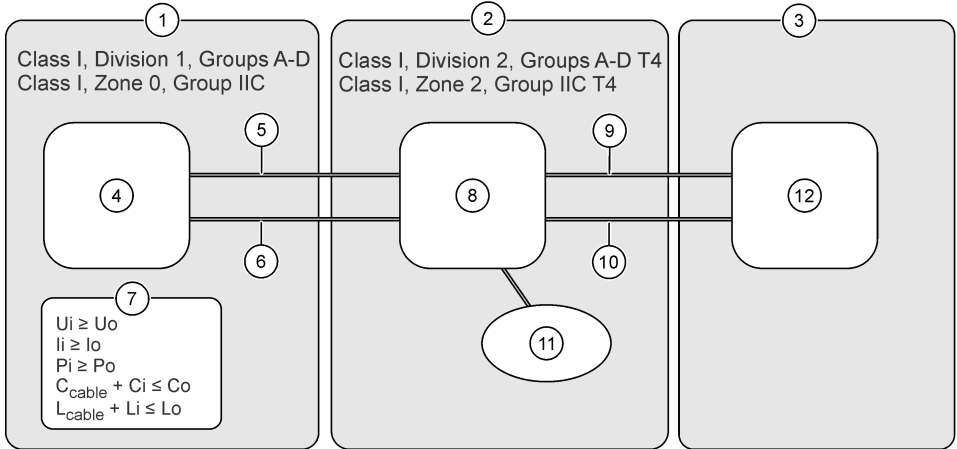 1
2
3
Class I, Division 1, Groups A-D
Class I, Zone 0, Group IIC
Class I, Division 2, Groups A-D T4
Class I, Zone 2, Group IIC T4
5
9
4
8
12
6
10
7
Ui ≥ Uo
Ii ≥ Io
Pi ≥ Po
Ccable + Ci ≤ Co
Lcable + Li ≤ Lo
11